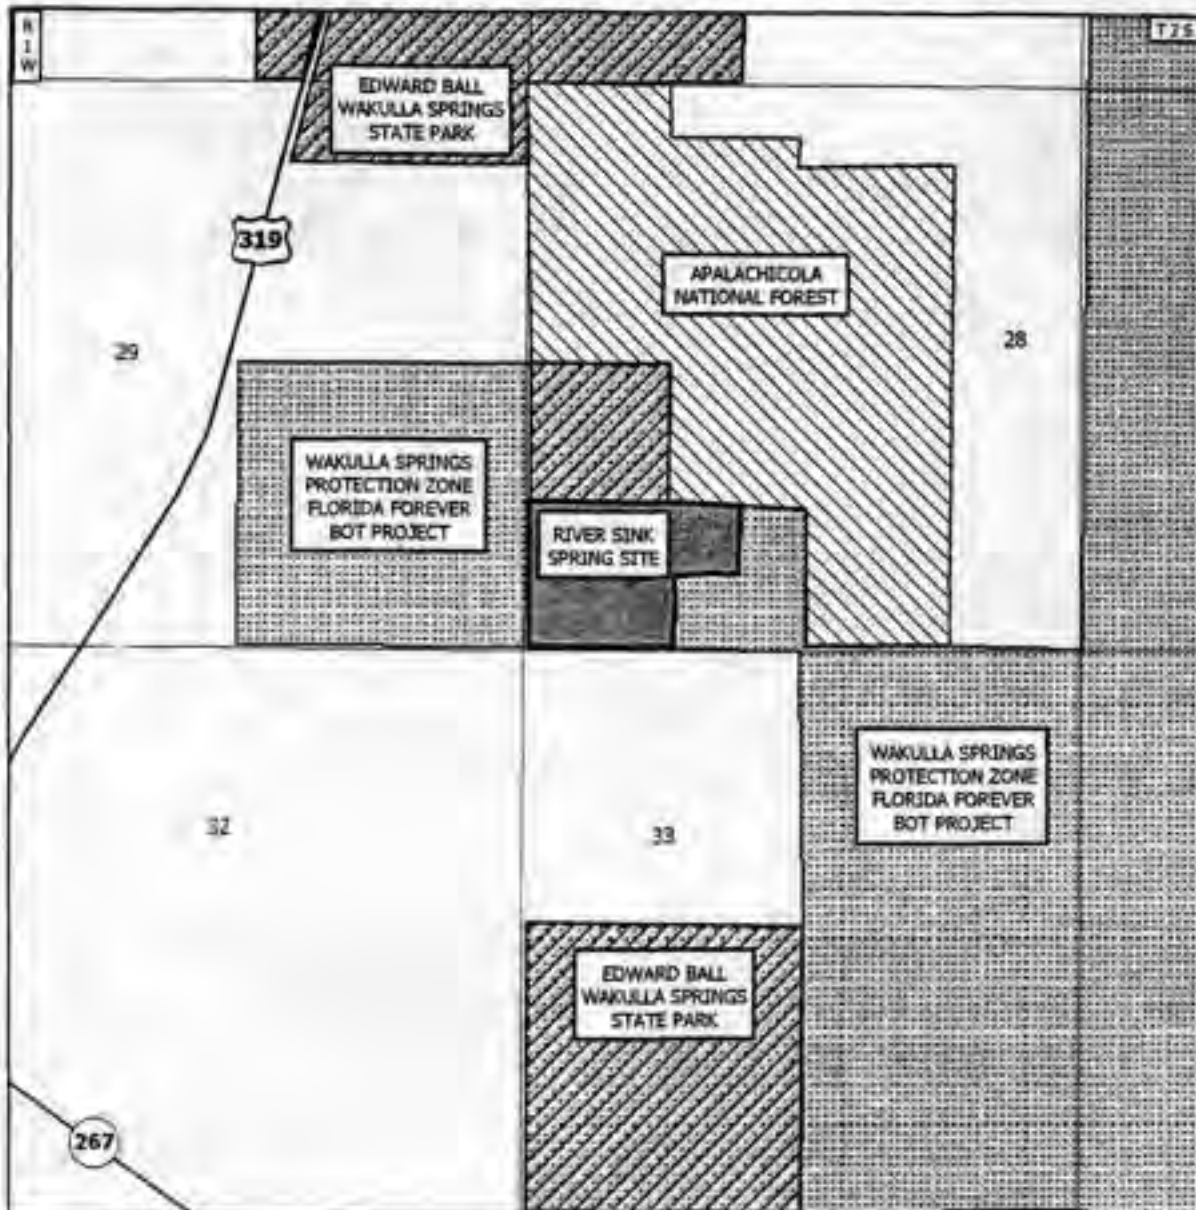 R
1
W
T 2 S
EDWARD BALL
WAKULLA SPRINGS
STATE PARK
319
APALACHICOLA
NATIONAL FOREST
29
28
WAKULLA SPRINGS
PROTECTION ZONE
FLORIDA FOREVER
BOT PROJECT
RIVER SINK
SPRING SITE
WAKULLA SPRINGS
PROTECTION ZONE
FLORIDA FOREVER
BOT PROJECT
32
33
EDWARD BALL
WAKULLA SPRINGS
STATE PARK
267